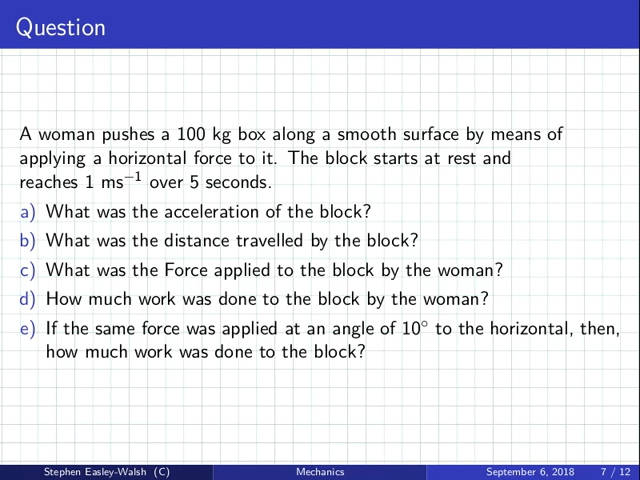 Question
A woman pushes a 100 kg box along a smooth surface by means of
applying a horizontal force to it. The block starts at rest and
reaches 1 ms⁻¹ over 5 seconds.
a) What was the acceleration of the block?
b) What was the distance travelled by the block?
c) What was the Force applied to the block by the woman?
d) How much work was done to the block by the woman?
e) If the same force was applied at an angle of 10° to the horizontal, then,
how much work was done to the block?
Stephen Easley-Walsh (C) Mechanics September 6, 2018 7 / 12